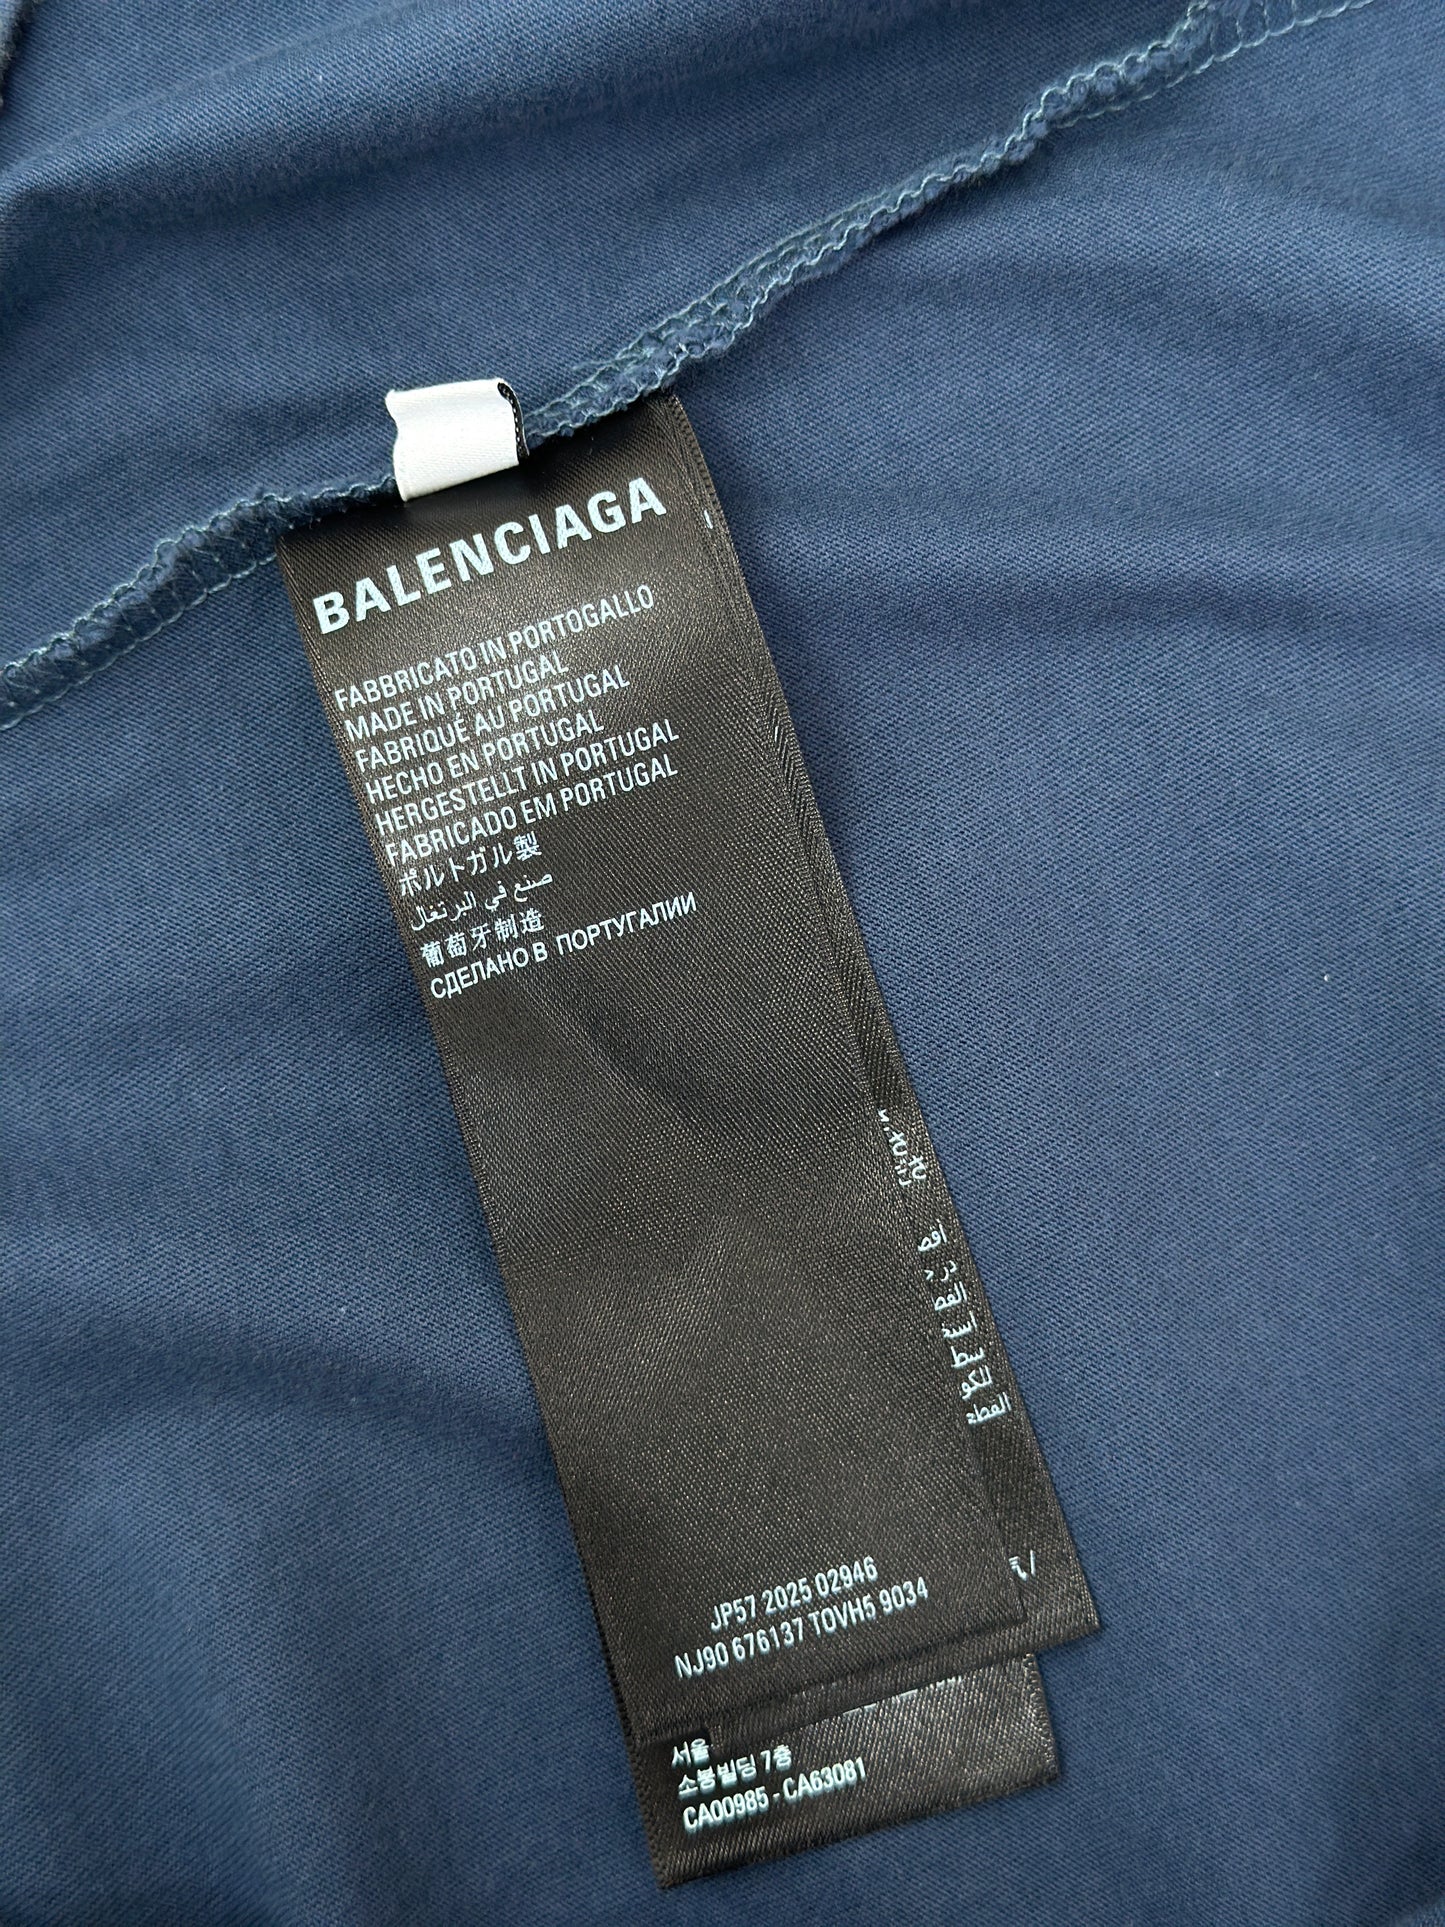 BALENCIAGA
FABBRICATO IN PORTOGALLO
MADE IN PORTUGAL
FABRIQUÉ AU PORTUGAL
HECHO EN PORTUGAL
HERGESTELLT IN PORTUGAL
FABRICADO EM PORTUGAL
ポルトガル製
صنع في البرتغال
葡萄牙制造
СДЕЛАНО В ПОРТУГАЛИИ
JP57 2025 02946
NJ90 676137 TOVH5 9034
서울
소봉빌딩 7층
CA00985 - CA63081